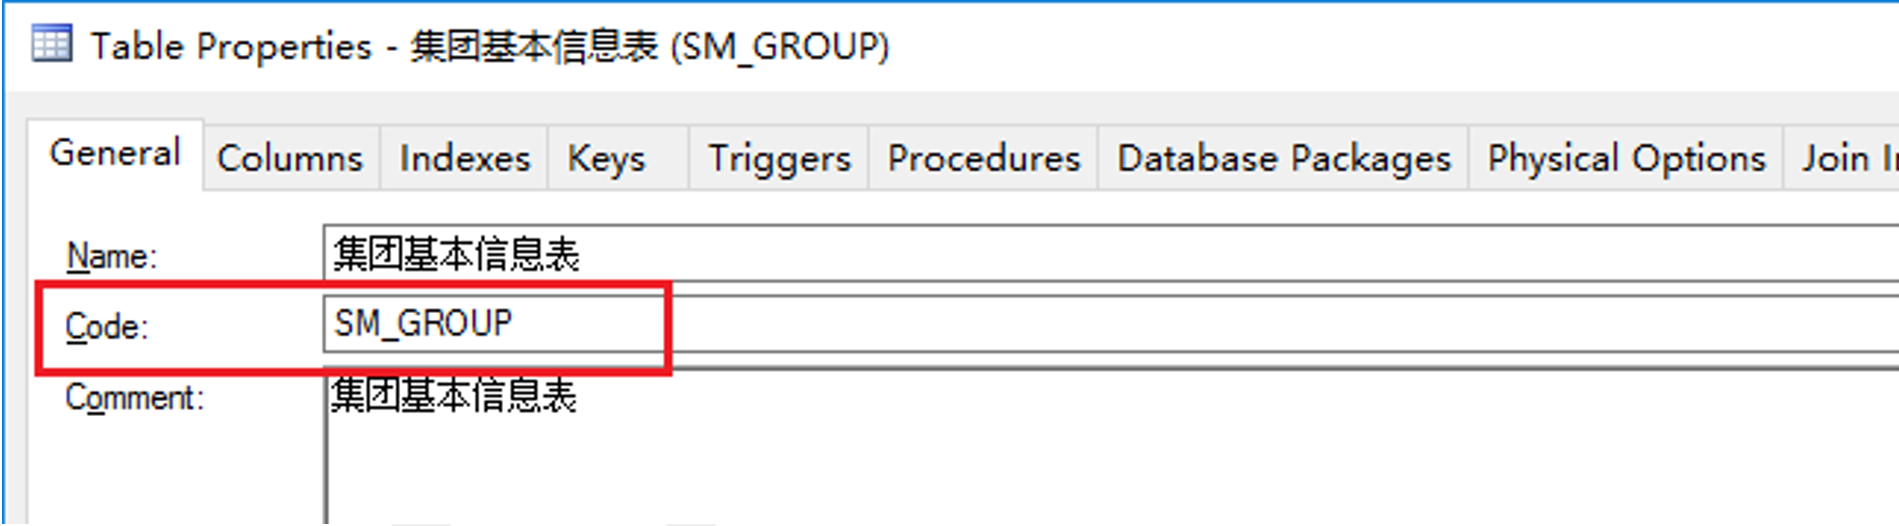 Table Properties - 集团基本信息表 (SM_GROUP)
General Columns Indexes Keys Triggers Procedures Database Packages Physical Options Join
Name: 集团基本信息表
Code: SM_GROUP
Comment: 集团基本信息表